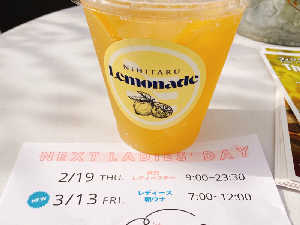 NIHITARU
Lemonade
NEXT LADIES' DAY
2/19 THU レディースデー 9:00-23:30
NEW 3/13 FRI レディース 朝ウナ 7:00-12:00